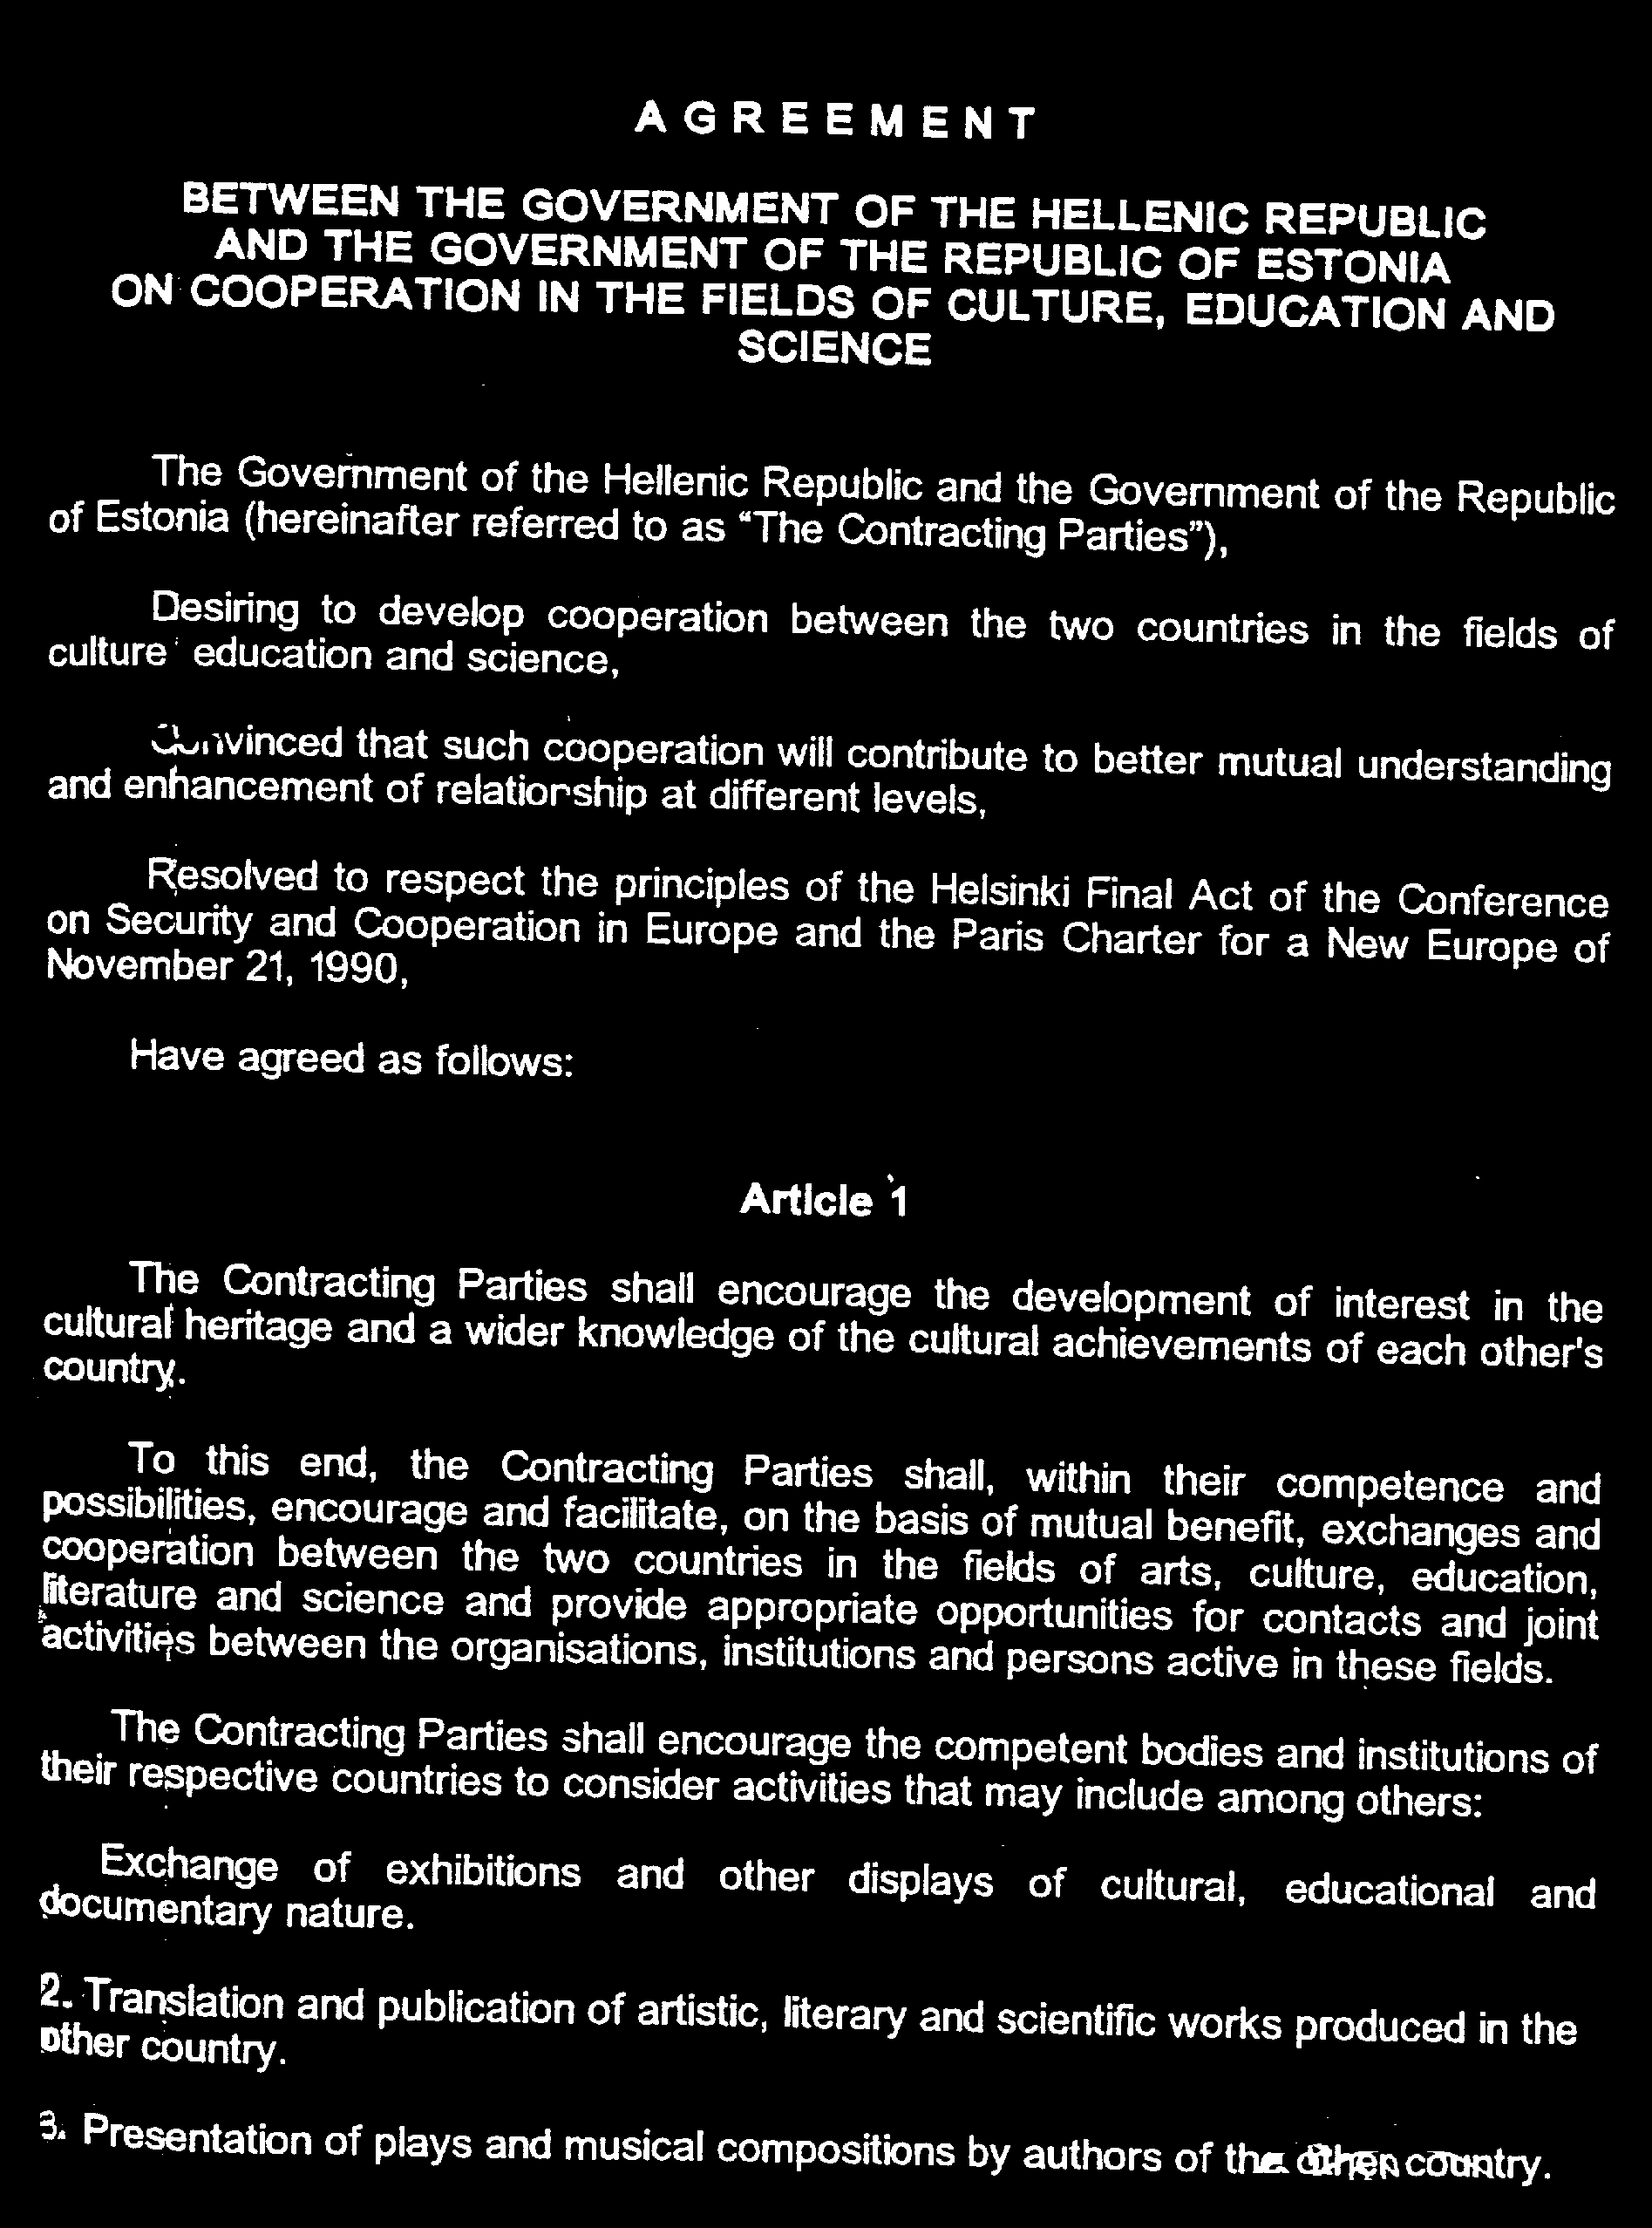 A G R E E M E N T
BETWEEN THE GOVERNMENT OF THE HELLENIC REPUBLIC
AND THE GOVERNMENT OF THE REPUBLIC OF ESTONIA
ON COOPERATION IN THE FIELDS OF CULTURE, EDUCATION AND
SCIENCE
The Government of the Hellenic Republic and the Government of the Republic
of Estonia (hereinafter referred to as “The Contracting Parties”),
Desiring to develop cooperation between the two countries in the fields of
culture education and science,
Convinced that such cooperation will contribute to better mutual understanding
and enhancement of relationship at different levels,
Resolved to respect the principles of the Helsinki Final Act of the Conference
on Security and Cooperation in Europe and the Paris Charter for a New Europe of
November 21, 1990,
Have agreed as follows:
Article 1
The Contracting Parties shall encourage the development of interest in the
cultural heritage and a wider knowledge of the cultural achievements of each other's
country.
To this end, the Contracting Parties shall, within their competence and
possibilities, encourage and facilitate, on the basis of mutual benefit, exchanges and
cooperation between the two countries in the fields of arts, culture, education,
literature and science and provide appropriate opportunities for contacts and joint
activities between the organisations, institutions and persons active in these fields.
The Contracting Parties shall encourage the competent bodies and institutions of
their respective countries to consider activities that may include among others:
Exchange of exhibitions and other displays of cultural, educational and
documentary nature.
2. Translation and publication of artistic, literary and scientific works produced in the
other country.
3. Presentation of plays and musical compositions by authors of the other country.